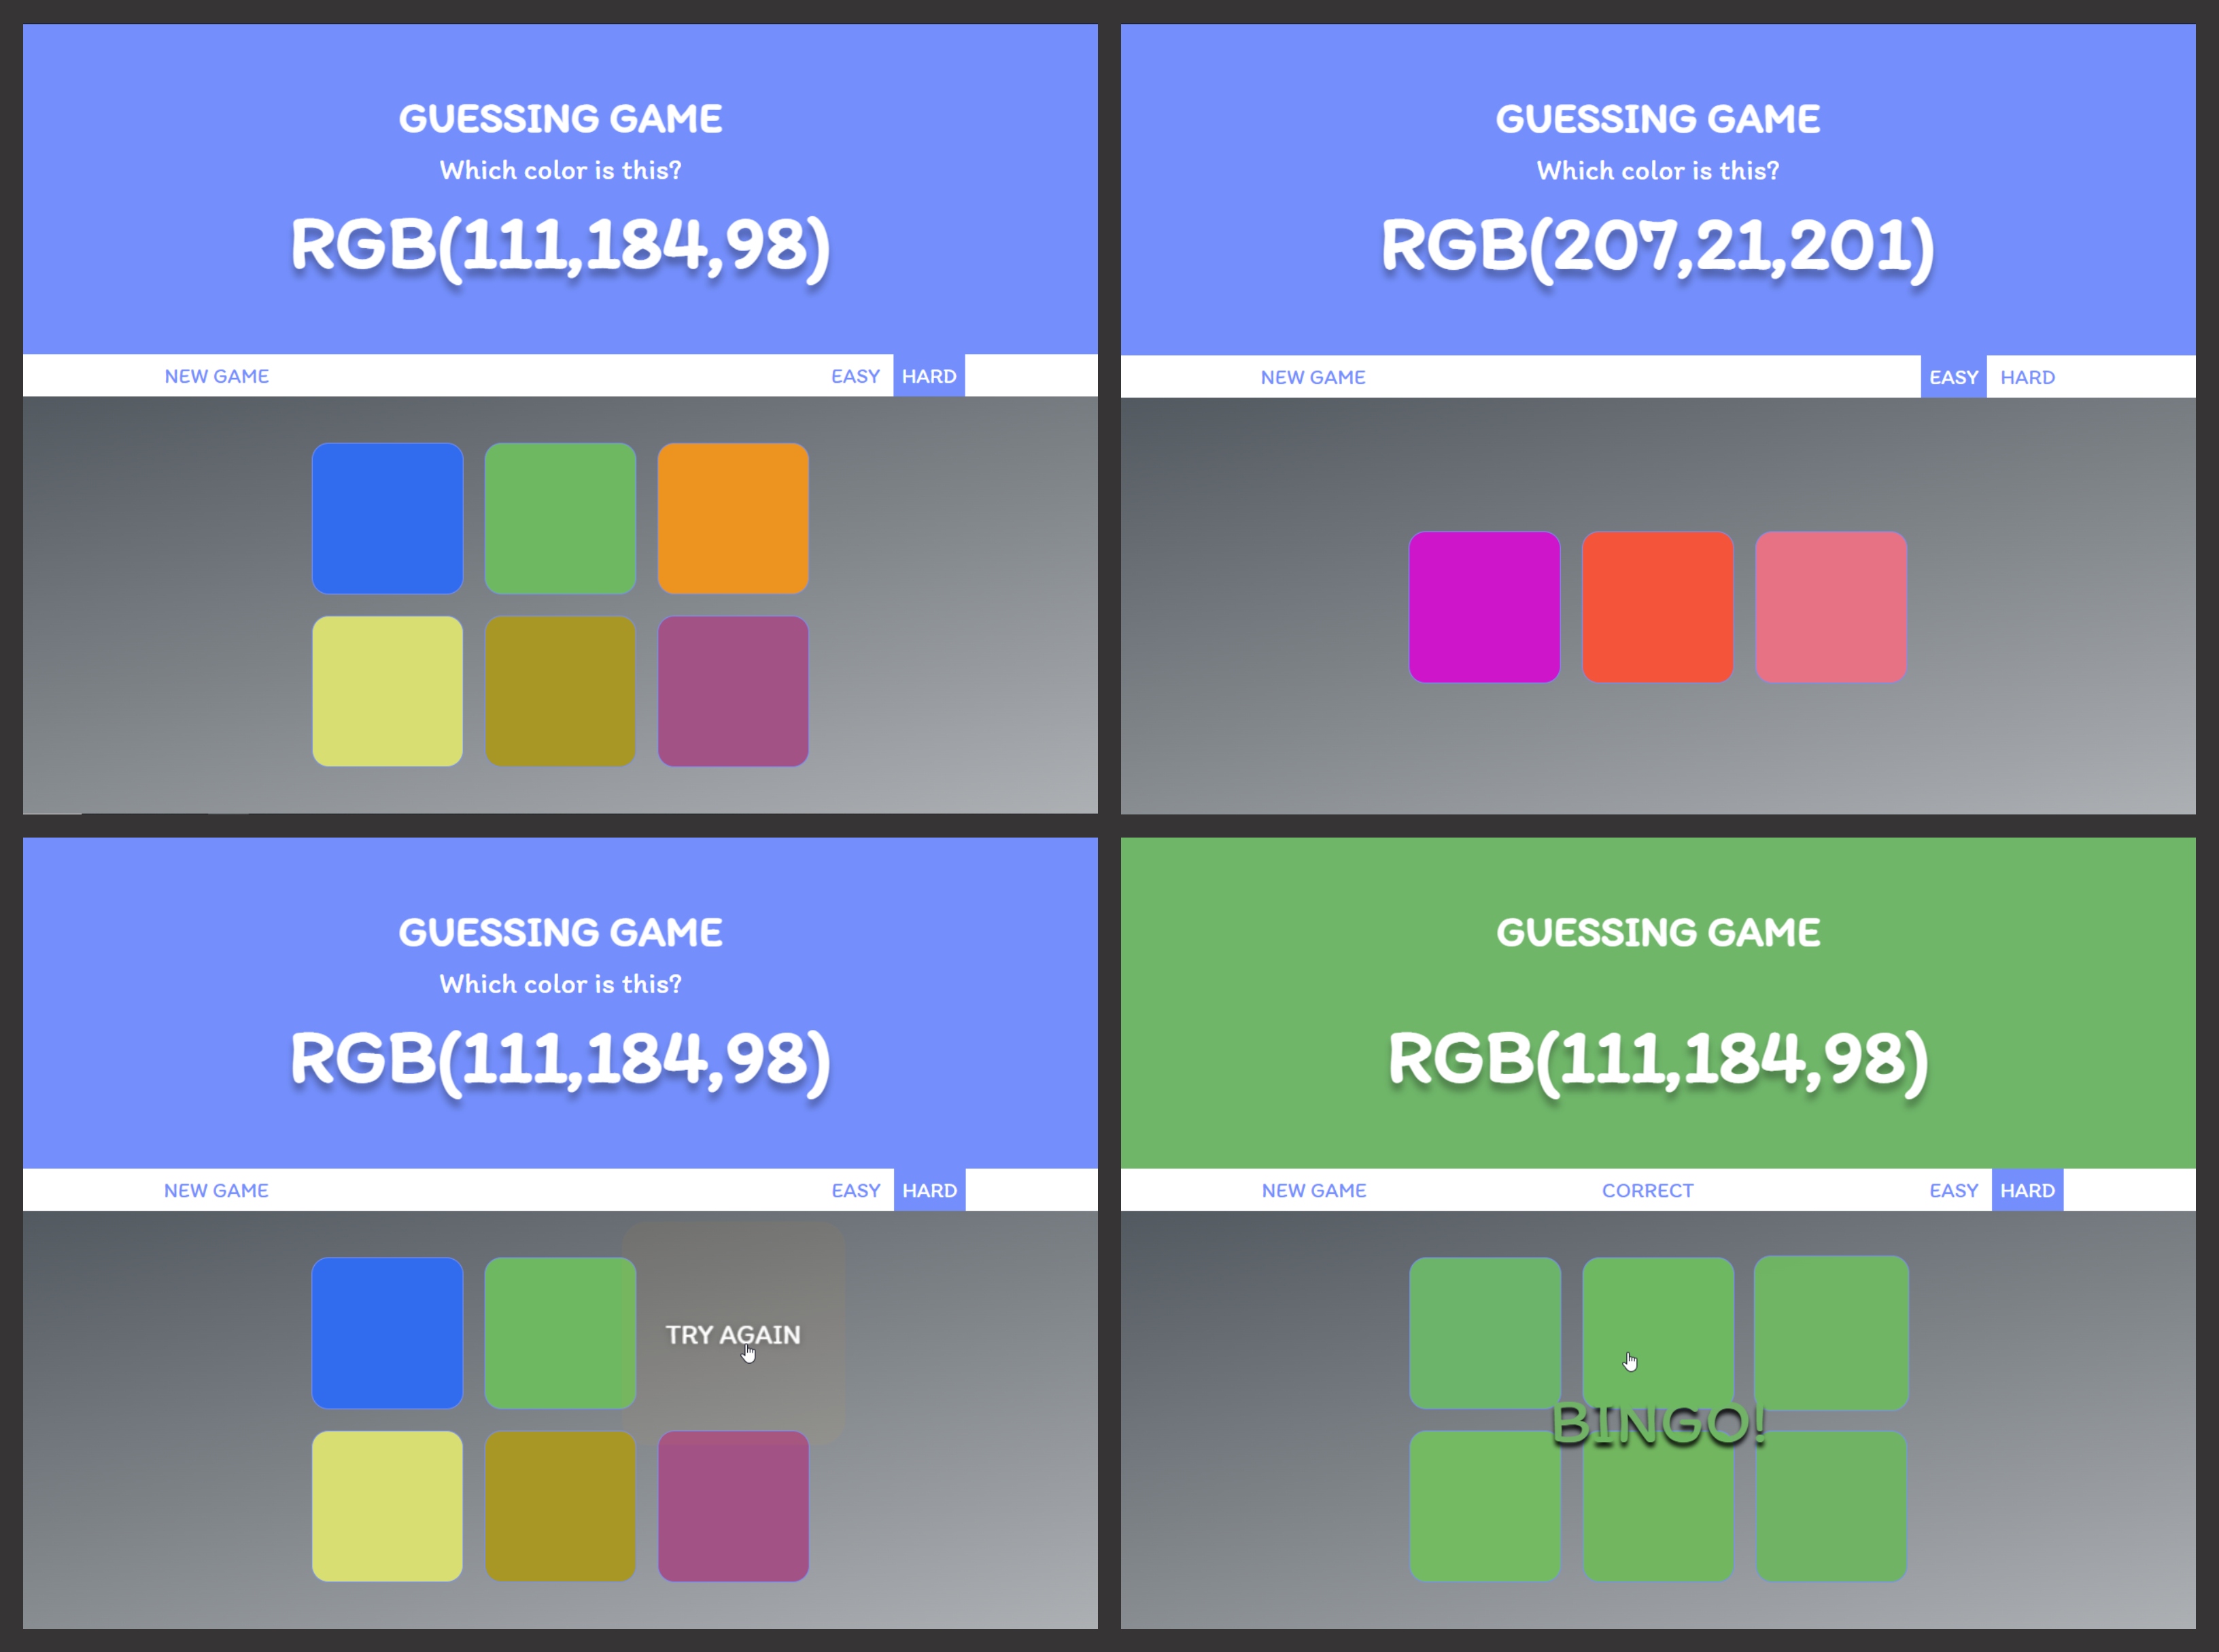 GUESSING GAME
Which color is this?
RGB(111,184,98)
NEW GAME EASY HARD
GUESSING GAME
Which color is this?
RGB(207,21,201)
NEW GAME EASY HARD
GUESSING GAME
Which color is this?
RGB(111,184,98)
NEW GAME EASY HARD
TRY AGAIN
GUESSING GAME
RGB(111,184,98)
NEW GAME CORRECT EASY HARD
BINGO!